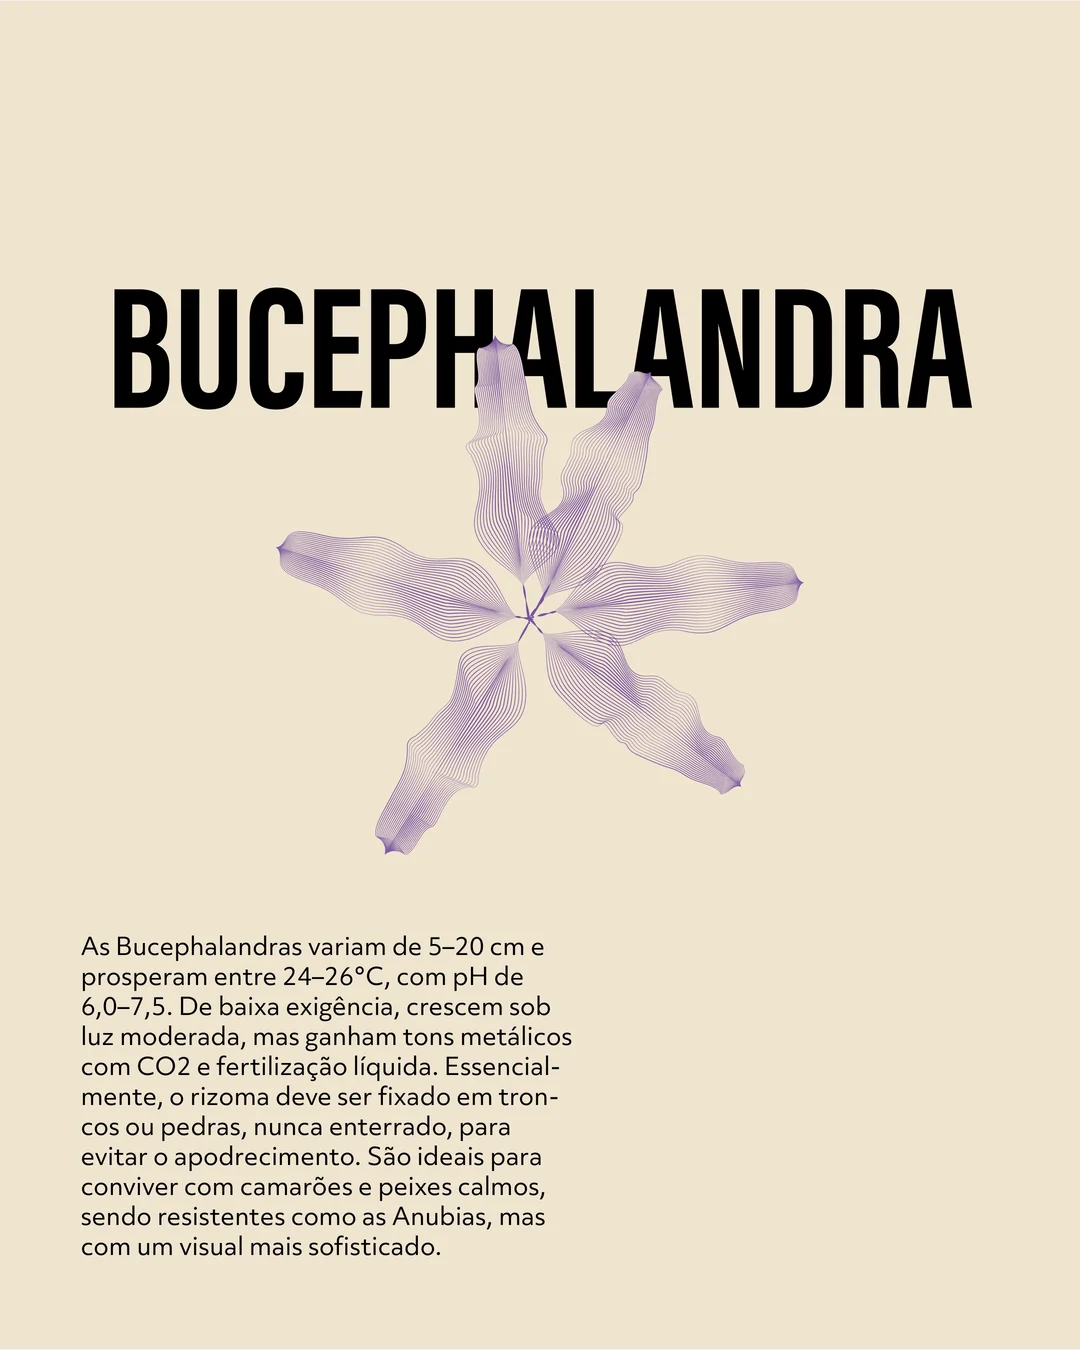 BUCEPHALANDRA
As Bucephalandras variam de 5–20 cm e
prosperam entre 24–26°C, com pH de
6,0–7,5. De baixa exigência, crescem sob
luz moderada, mas ganham tons metálicos
com CO2 e fertilização líquida. Essencial-
mente, o rizoma deve ser fixado em tron-
cos ou pedras, nunca enterrado, para
evitar o apodrecimento. São ideais para
conviver com camarões e peixes calmos,
sendo resistentes como as Anubias, mas
com um visual mais sofisticado.